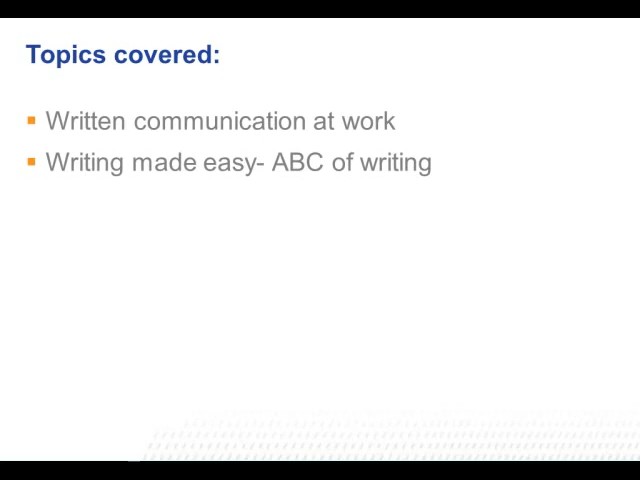 Topics covered:
Written communication at work
Writing made easy- ABC of writing